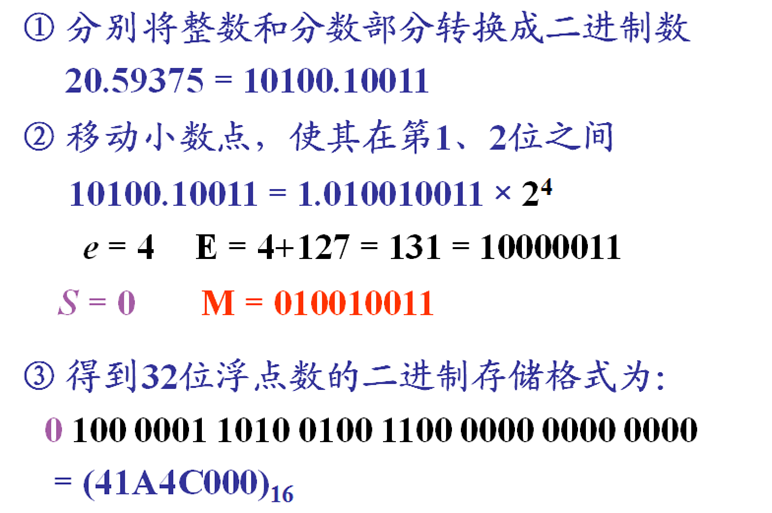 ① 分别将整数和分数部分转换成二进制数
20.59375 = 10100.10011
② 移动小数点，使其在第1、2位之间
10100.10011 = 1.010010011 × 2⁴
e = 4 E = 4+127 = 131 = 10000011
S = 0 M = 010010011
③ 得到32位浮点数的二进制存储格式为：
0 100 0001 1010 0100 1100 0000 0000 0000
= (41A4C000)₁₆